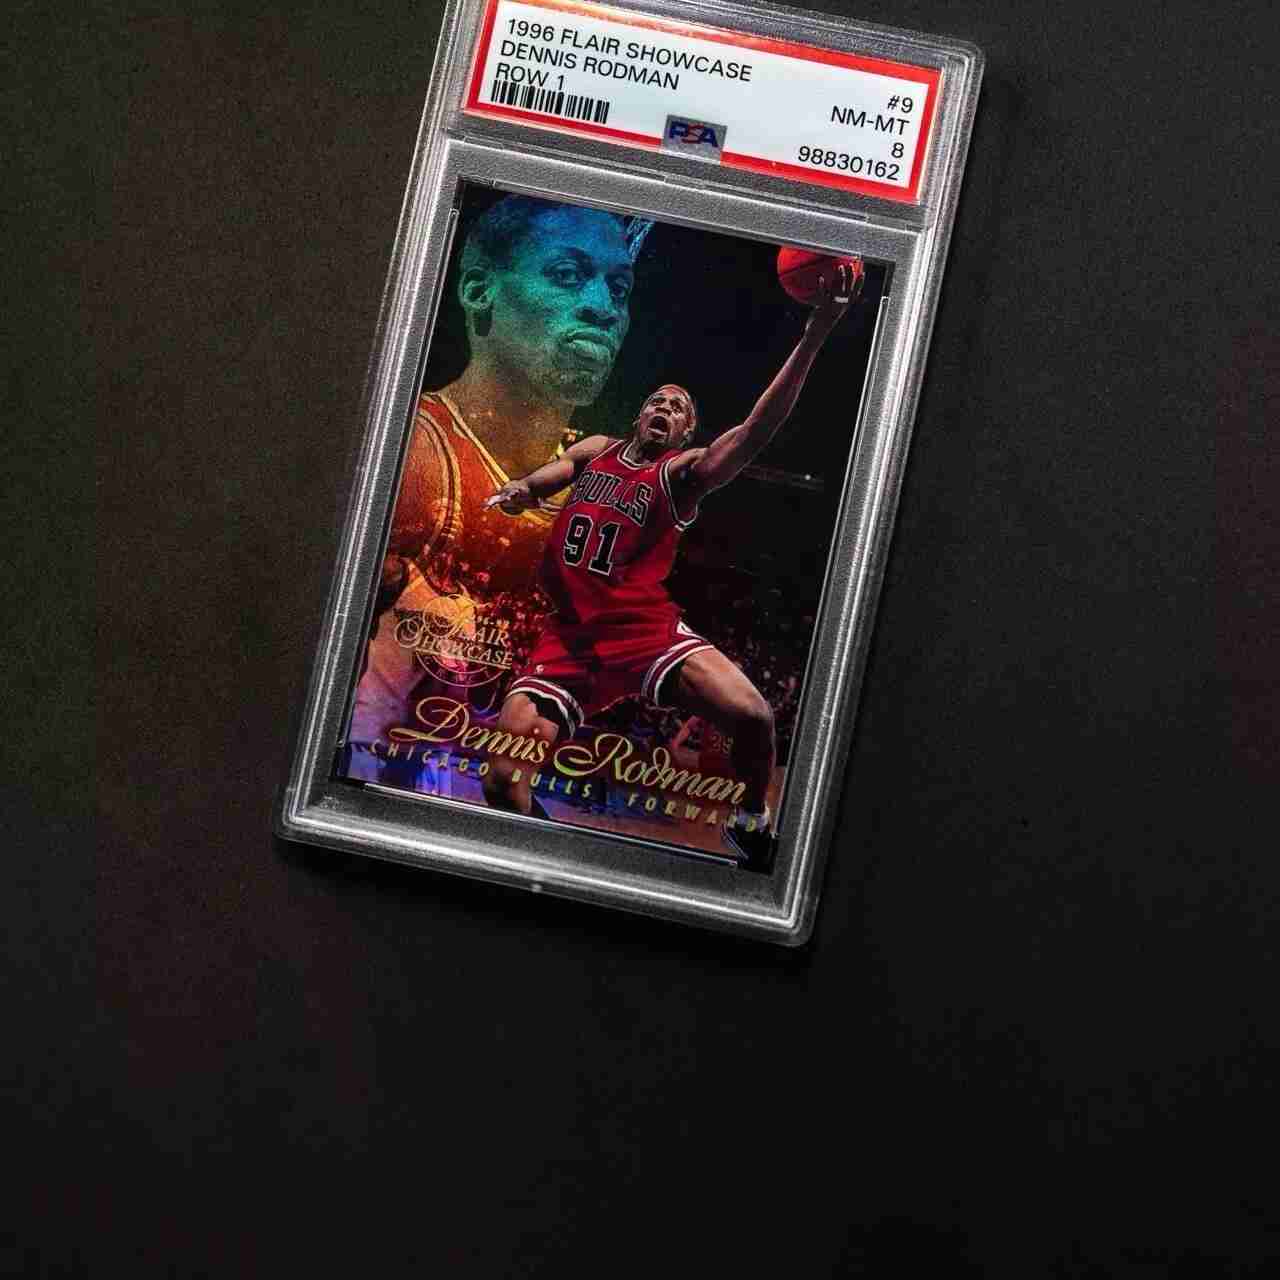 1996 FLAIR SHOWCASE
DENNIS RODMAN
ROW 1
#9
NM-MT
8
98830162
PSA
BULLS
91
FLAIR
SHOWCASE
Dennis Rodman
CHICAGO BULLS FORWARD